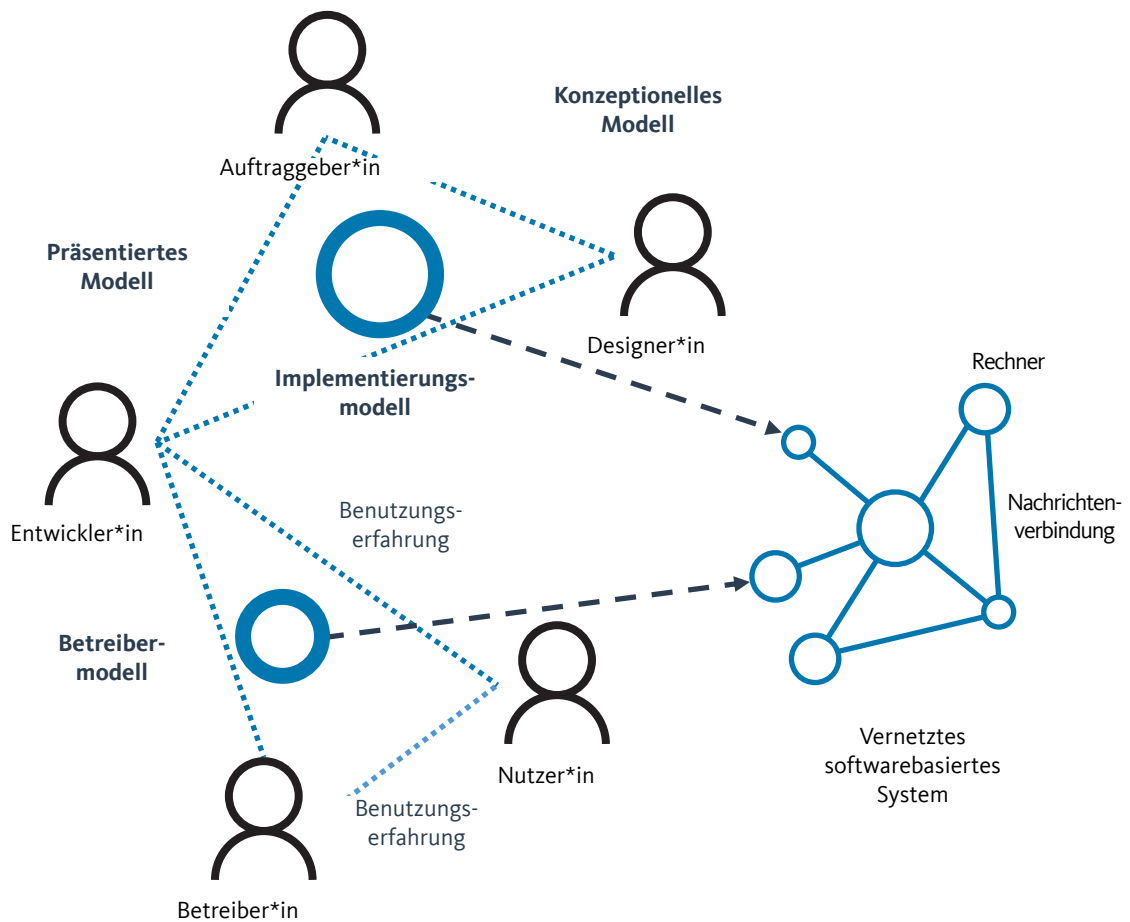 Konzeptionelles
Modell
Auftraggeber*in
Präsentiertes
Modell
Designer*in
Implementierungs-
modell
Rechner
Entwickler*in
Benutzungs-
erfahrung
Nachrichten-
verbindung
Betreiber-
modell
Nutzer*in
Vernetztes
softwarebasiertes
System
Benutzungs-
erfahrung
Betreiber*in